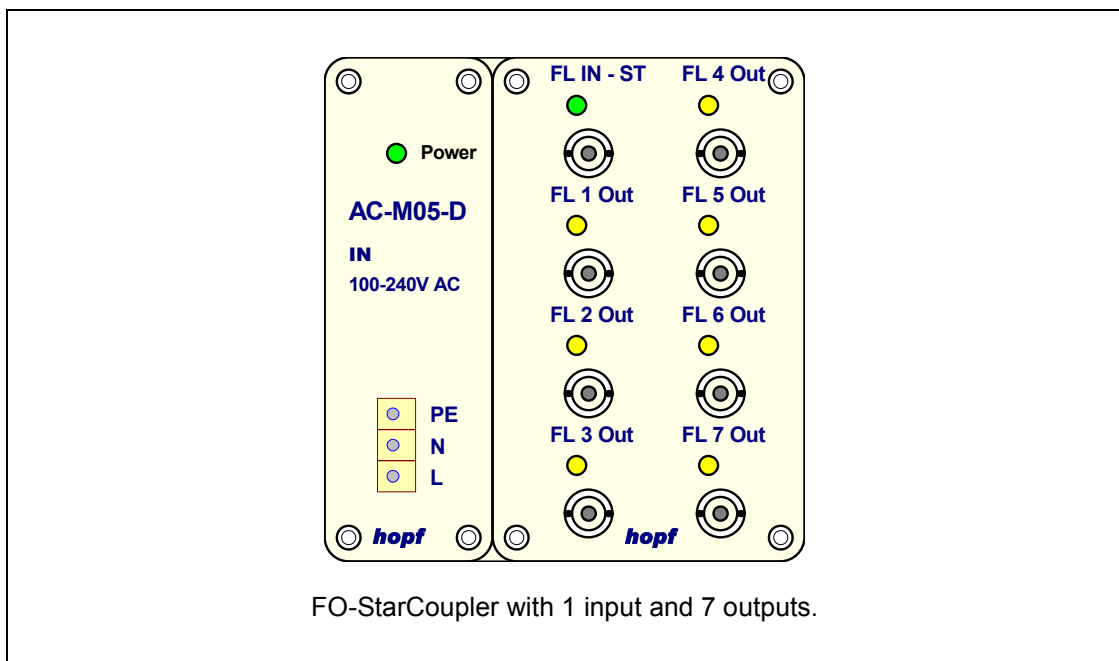 Power
AC-M05-D
IN
100-240V AC
PE
N
L
hopf
FL IN - ST
FL 4 Out
FL 1 Out
FL 5 Out
FL 2 Out
FL 6 Out
FL 3 Out
FL 7 Out
hopf
FO-StarCoupler with 1 input and 7 outputs.